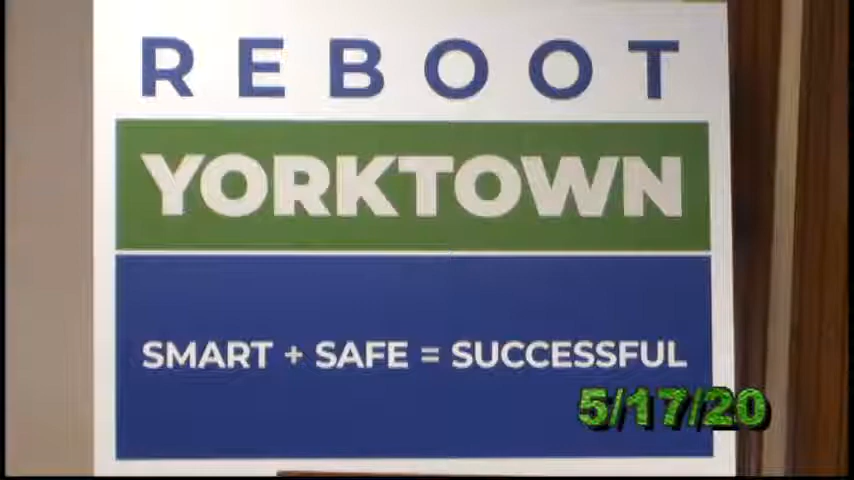 REBOOT
YORKTOWN
SMART + SAFE = SUCCESSFUL
5/17/20